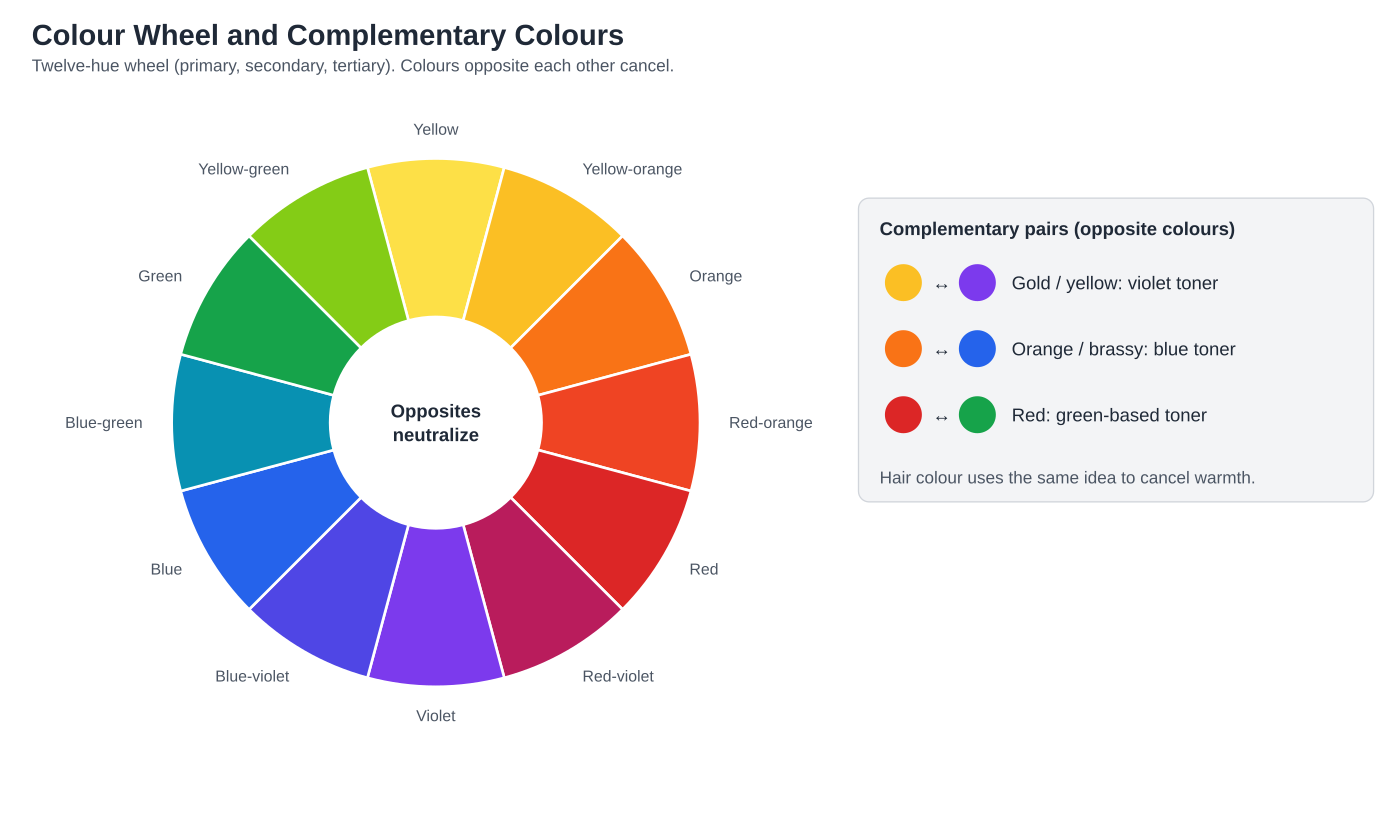 Colour Wheel and Complementary Colours
Twelve-hue wheel (primary, secondary, tertiary). Colours opposite each other cancel.
Yellow
Yellow-green
Yellow-orange
Green
Orange
Blue-green
Opposites
neutralize
Red-orange
Blue
Red
Blue-violet
Red-violet
Violet
Complementary pairs (opposite colours)
↔ Gold / yellow: violet toner
↔ Orange / brassy: blue toner
↔ Red: green-based toner
Hair colour uses the same idea to cancel warmth.